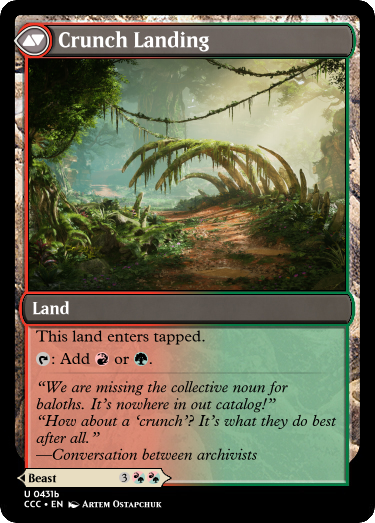 Crunch Landing
Land
This land enters tapped.
: Add or .
“We are missing the collective noun for
baloths. It’s nowhere in out catalog!”
“How about a ‘crunch’? It’s what they do best
after all.”
—Conversation between archivists
Beast 3
U 0431b
CCC • EN Artem Ostapchuk